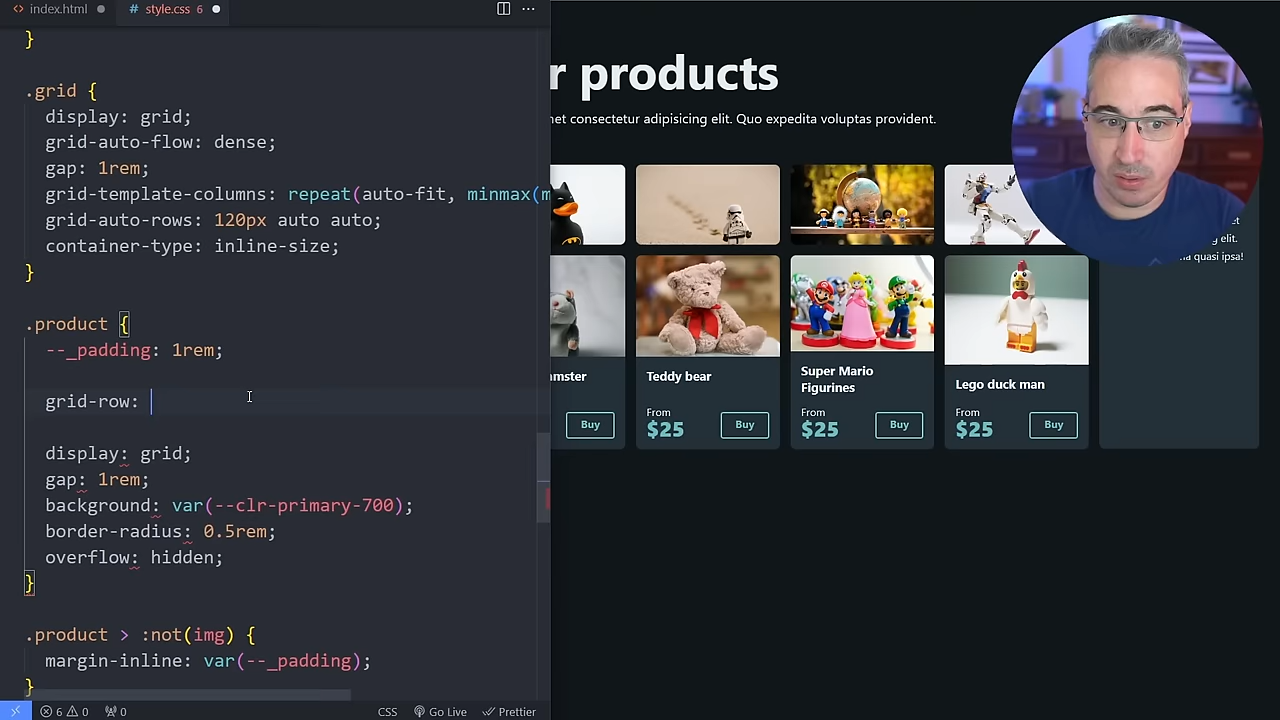 index.html
# style.css 6
}
.grid {
display: grid;
grid-auto-flow: dense;
gap: 1rem;
grid-template-columns: repeat(auto-fit, minmax(m
grid-auto-rows: 120px auto auto;
container-type: inline-size;
}
.product {
--_padding: 1rem;
grid-row:
display: grid;
gap: 1rem;
background: var(--clr-primary-700);
border-radius: 0.5rem;
overflow: hidden;
}
.product > :not(img) {
margin-inline: var(--_padding);
}
6 0 0
CSS
Go Live
Prettier
r products
net consectetur adipisicing elit. Quo expedita voluptas provident.
et
g elit.
na quasi ipsa!
mster
Buy
Teddy bear
From
$25
Buy
Super Mario
Figurines
From
$25
Buy
Lego duck man
From
$25
Buy